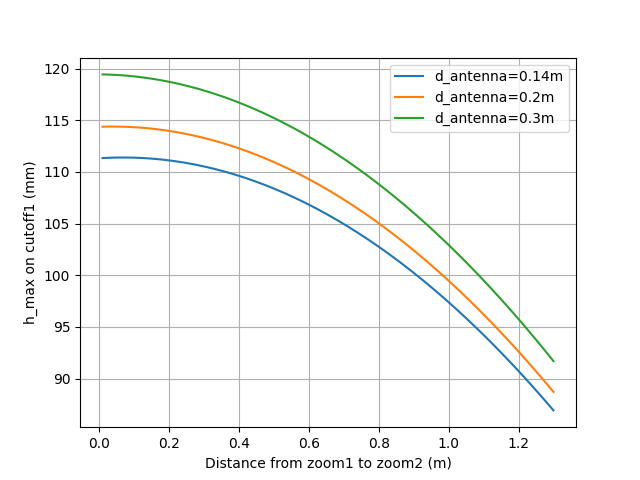 120
115
110
105
100
95
90
h_max on cutoff1 (mm)
d_antenna=0.14m
d_antenna=0.2m
d_antenna=0.3m
0.0 0.2 0.4 0.6 0.8 1.0 1.2
Distance from zoom1 to zoom2 (m)